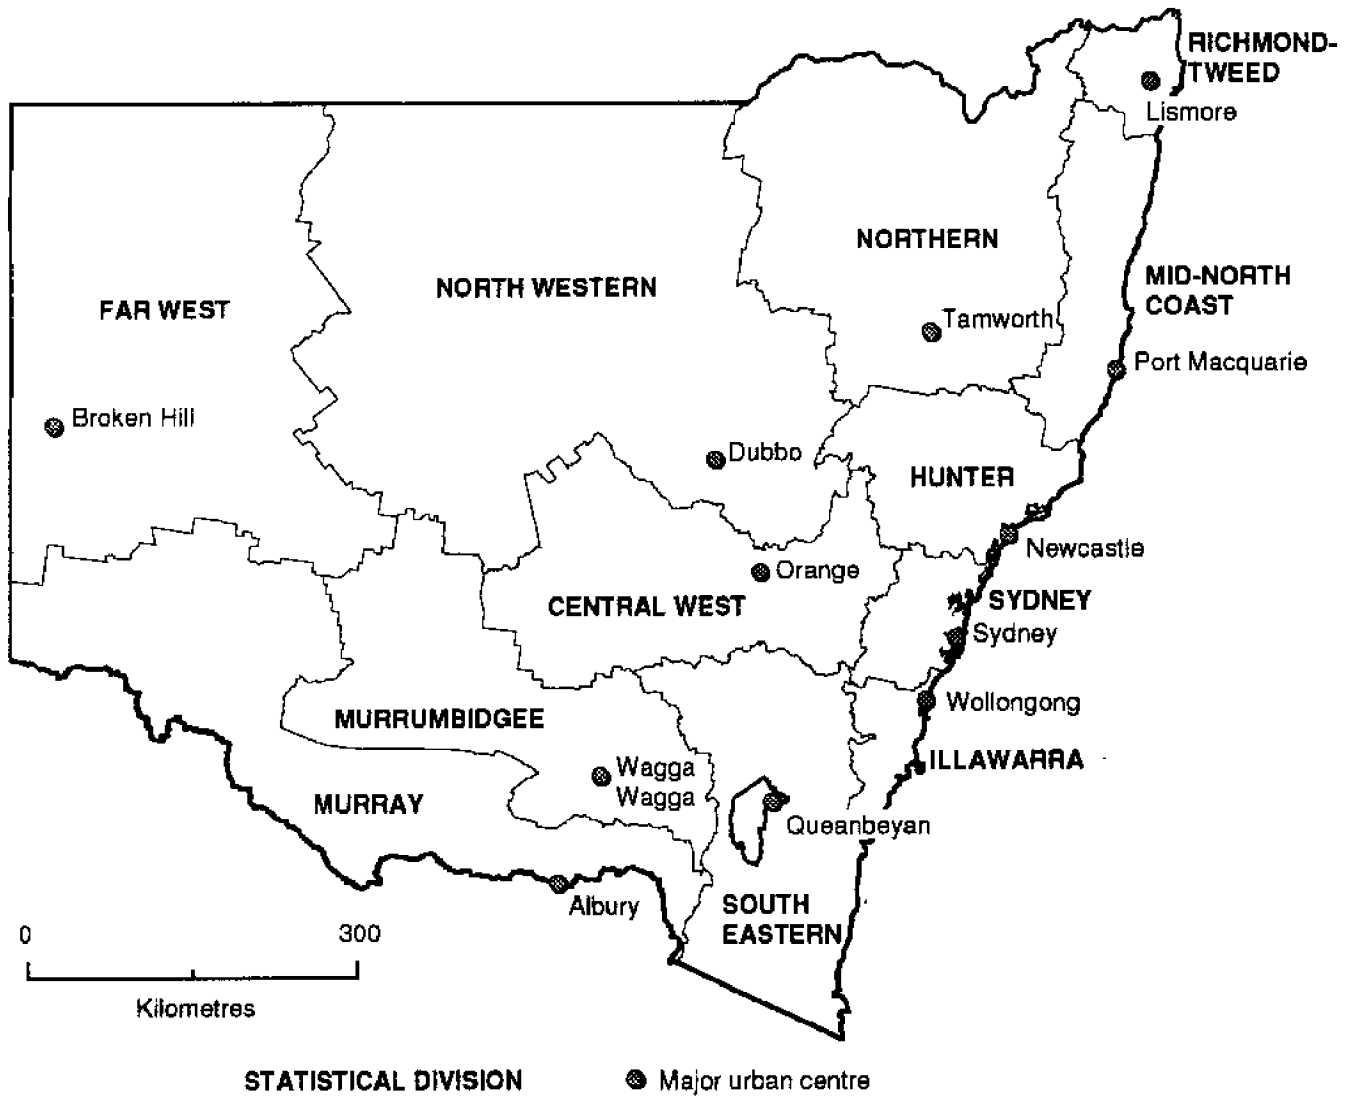 RICHMOND-
TWEED
Lismore
NORTHERN
NORTH WESTERN
FAR WEST
MID-NORTH
COAST
Tamworth
Port Macquarie
Broken Hill
Dubbo
HUNTER
Newcastle
Orange
CENTRAL WEST
SYDNEY
Sydney
Wollongong
MURRUMBIDGEE
ILLAWARRA
Wagga
Wagga
MURRAY
Queanbeyan
Albury
SOUTH
EASTERN
0 300
Kilometres
STATISTICAL DIVISION Major urban centre